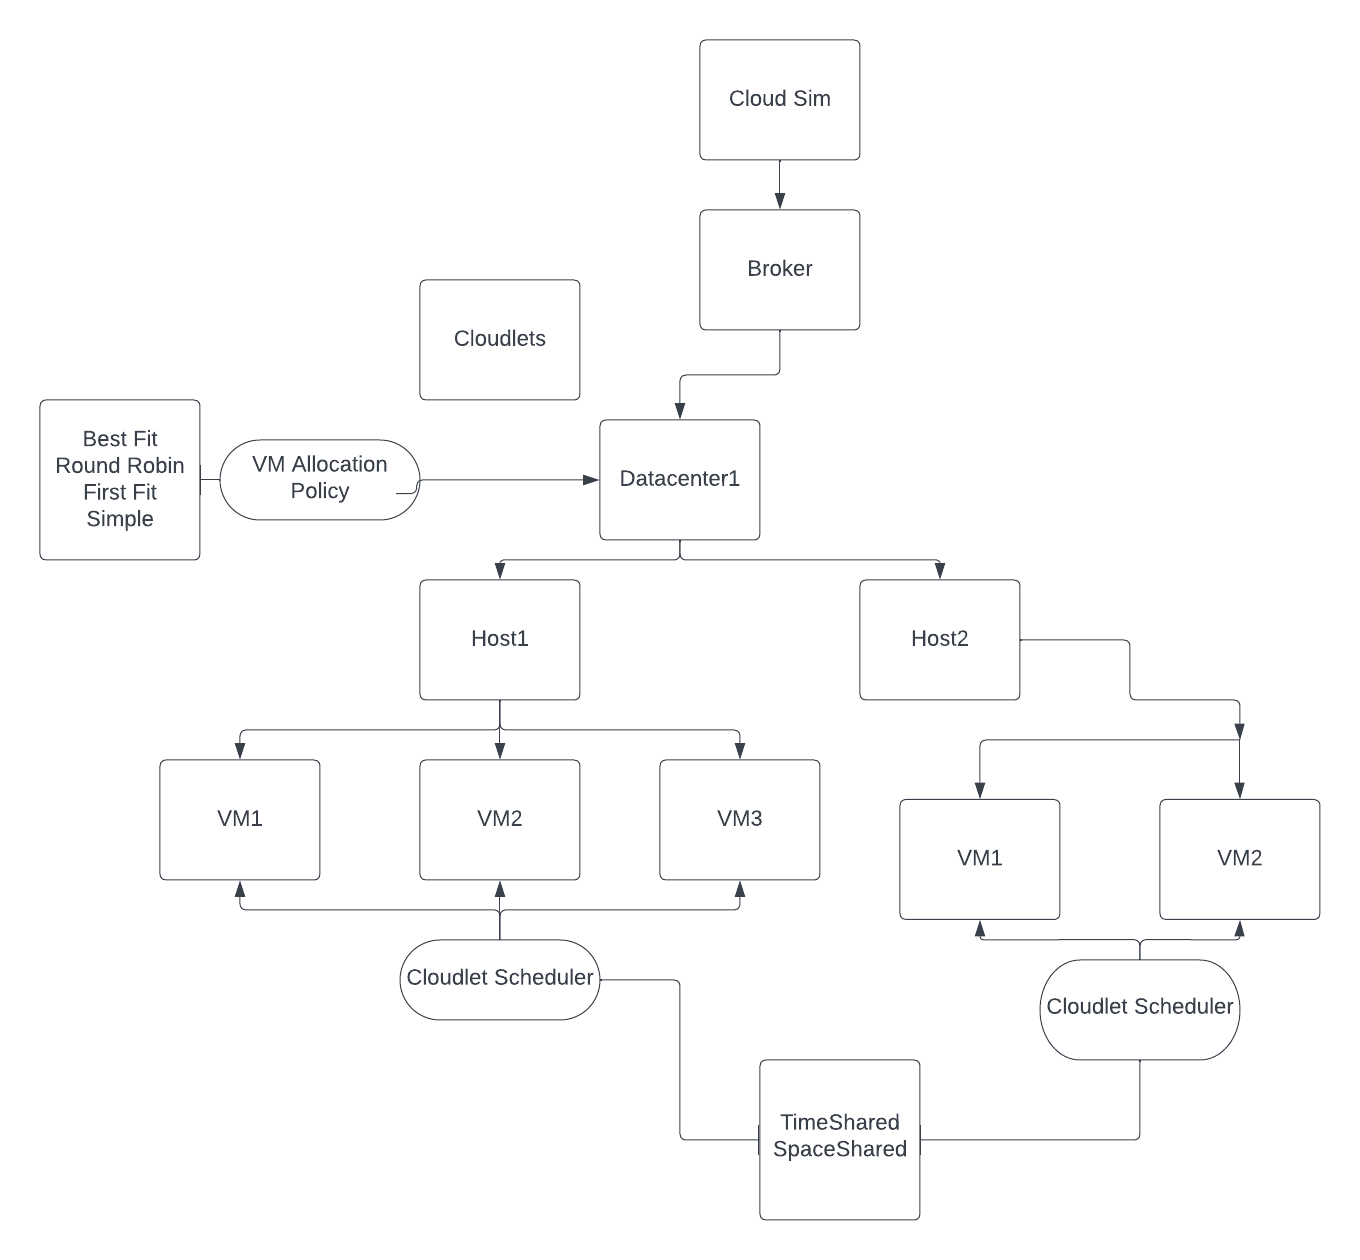 Cloud Sim
Broker
Cloudlets
Best Fit
Round Robin
First Fit
Simple
VM Allocation
Policy
Datacenter1
Host1
Host2
VM1
VM2
VM3
VM1
VM2
Cloudlet Scheduler
Cloudlet Scheduler
TimeShared
SpaceShared